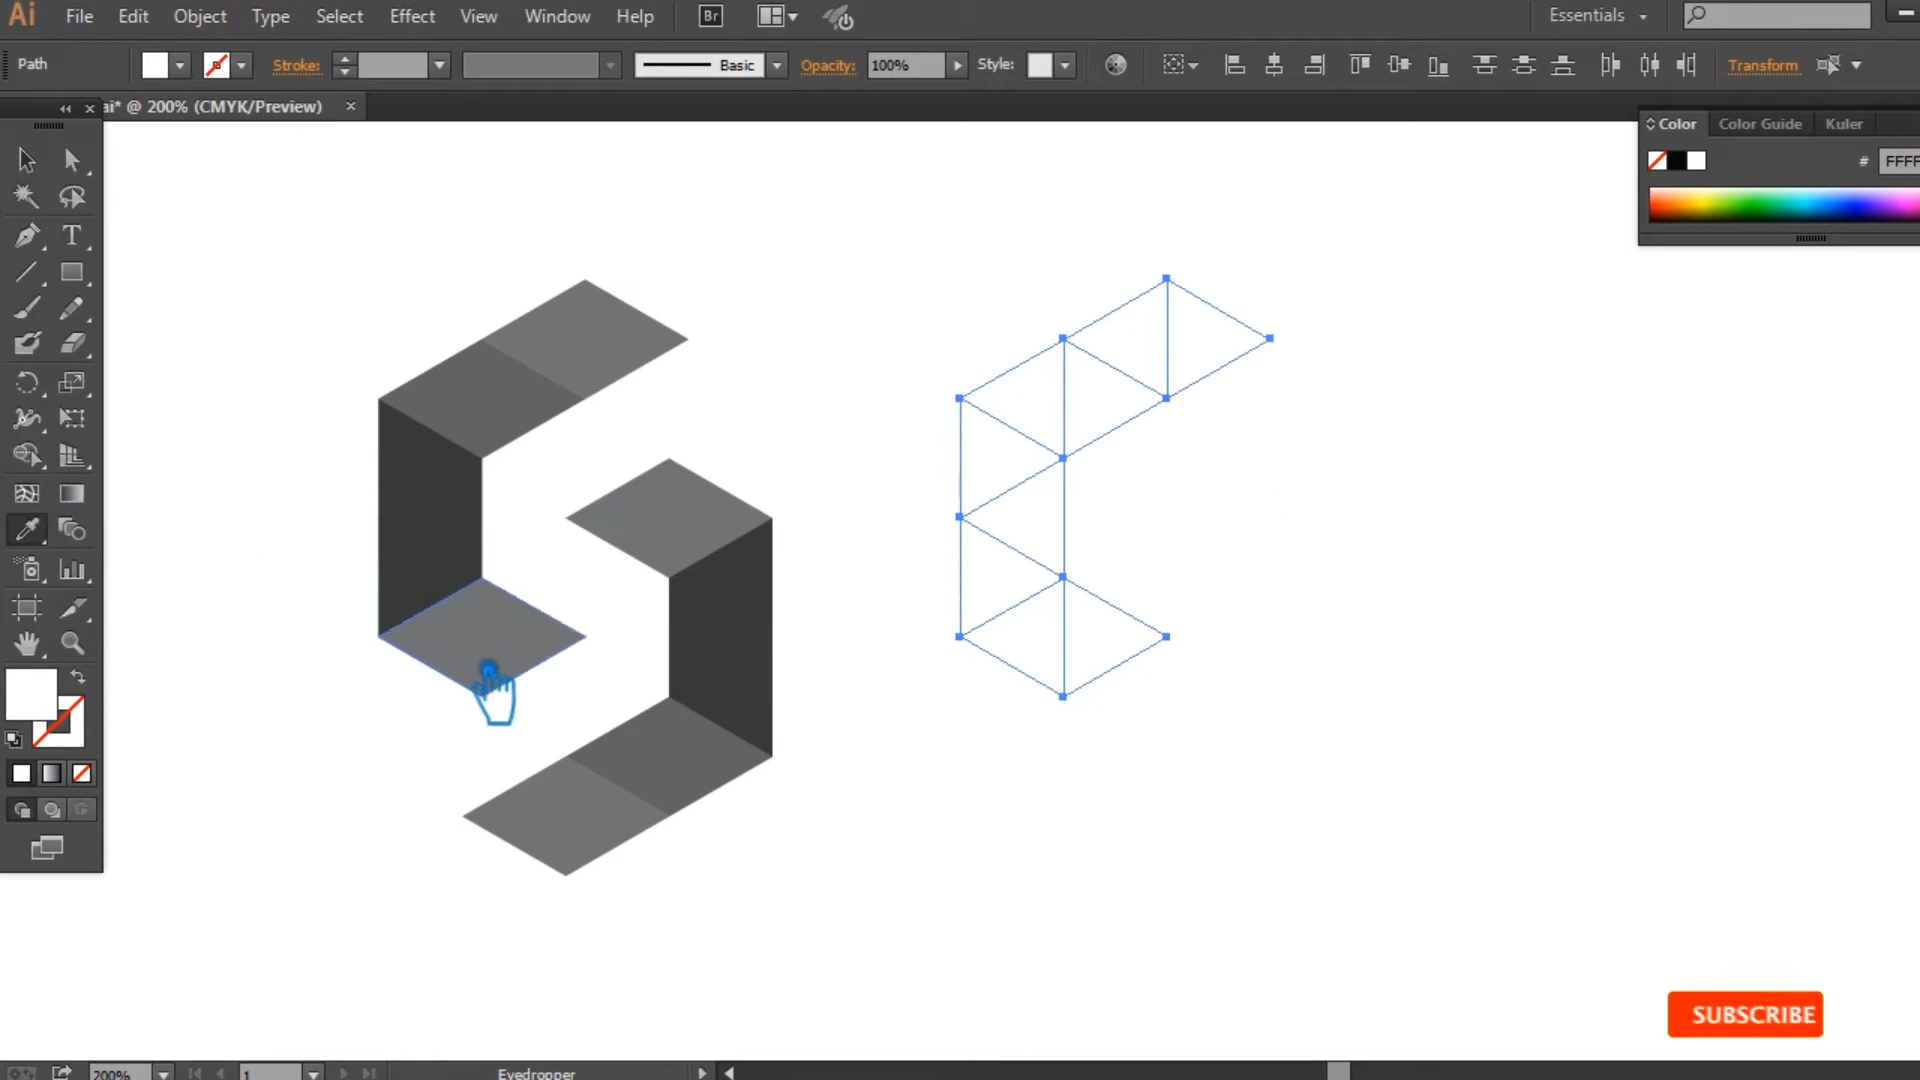 Ai File Edit Object Type Select Effect View Window Help Br Essentials
Path Stroke: Basic Opacity: 100% Style: Transform
ai* @ 200% (CMYK/Preview)
Color Color Guide Kuler
# FFFF
T
SUBSCRIBE
200% 1 Eyedropper